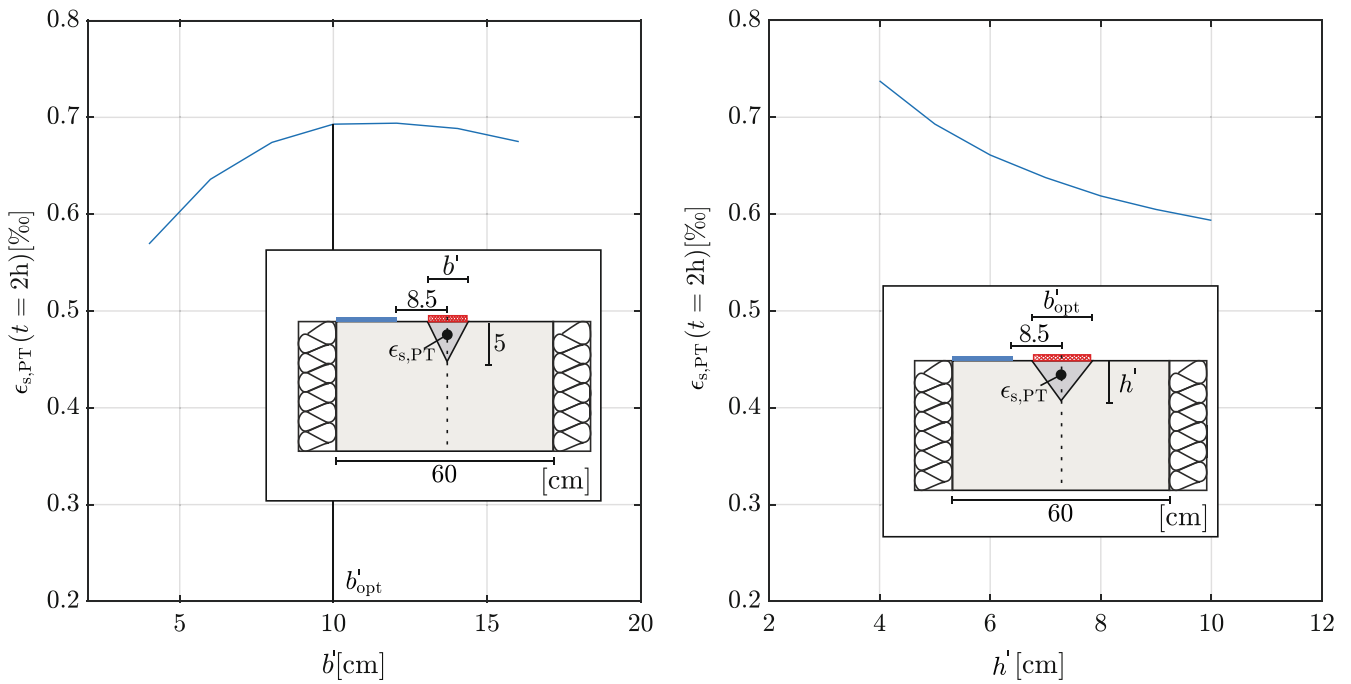 0.8
0.7
0.6
0.5
0.4
0.3
0.2
5
10
15
20
b'[cm]
ϵs,PT(t = 2h)[‰]
b'opt
b'
8.5
ϵs,PT
5
60
[cm]
0.8
0.7
0.6
0.5
0.4
0.3
0.2
2
4
6
8
10
12
h'[cm]
ϵs,PT(t = 2h)[‰]
b'opt
8.5
ϵs,PT
h'
60
[cm]